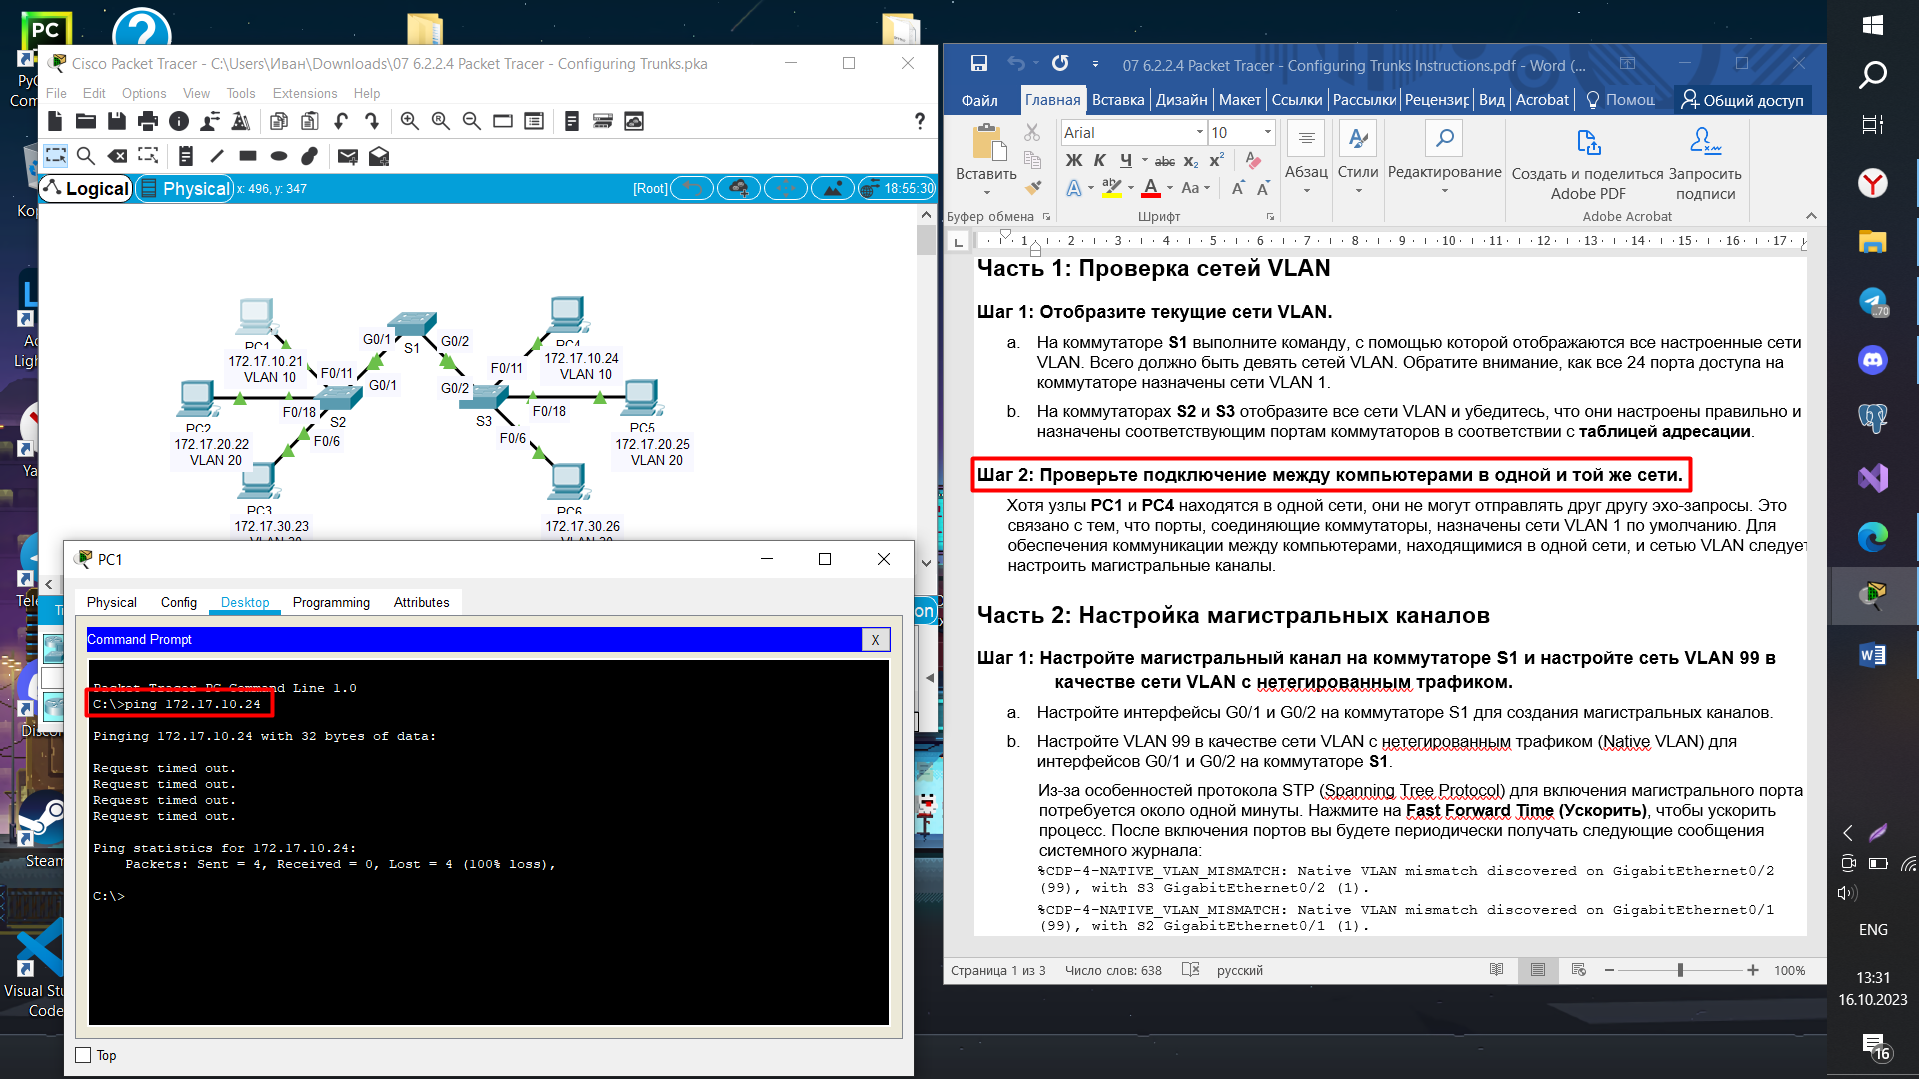 Cisco Packet Tracer - C:\Users\Иван\Downloads\07 6.2.2.4 Packet Tracer - Configuring Trunks.pka
File Edit Options View Tools Extensions Help
Logical Physical x: 496, y: 347 [Root] 18:55:30
PC1
172.17.10.21
VLAN 10
PC2
172.17.20.22
VLAN 20
PC3
172.17.30.23
F0/11
F0/18
S2
F0/6
G0/1
G0/1
S1
G0/2
G0/2
S3
F0/11
F0/18
F0/6
PC4
172.17.10.24
VLAN 10
PC5
172.17.20.25
VLAN 20
PC6
172.17.30.26
PC1
Physical Config Desktop Programming Attributes
Command Prompt X
Packet Tracer PC Command Line 1.0
C:\>ping 172.17.10.24
Pinging 172.17.10.24 with 32 bytes of data:
Request timed out.
Request timed out.
Request timed out.
Request timed out.
Ping statistics for 172.17.10.24:
Packets: Sent = 4, Received = 0, Lost = 4 (100% loss),
C:\>
Top
07 6.2.2.4 Packet Tracer - Configuring Trunks Instructions.pdf - Word (...
Файл Главная Вставка Дизайн Макет Ссылки Рассылки Рецензир Вид Acrobat Помощ Общий доступ
Arial 10
Вставить
Ж К Ч abc x₂ x²
Aa
Абзац Стили Редактирование
Создать и поделиться Adobe PDF
Запросить подписи
Буфер обмена Шрифт Adobe Acrobat
1 2 3 4 5 6 7 8 9 10 11 12 13 14 15 16 17
Часть 1: Проверка сетей VLAN
Шаг 1: Отобразите текущие сети VLAN.
a. На коммутаторе S1 выполните команду, с помощью которой отображаются все настроенные сети
VLAN. Всего должно быть девять сетей VLAN. Обратите внимание, как все 24 порта доступа на
коммутаторе назначены сети VLAN 1.
b. На коммутаторах S2 и S3 отобразите все сети VLAN и убедитесь, что они настроены правильно и
назначены соответствующим портам коммутаторов в соответствии с таблицей адресации.
Шаг 2: Проверьте подключение между компьютерами в одной и той же сети.
Хотя узлы PC1 и PC4 находятся в одной сети, они не могут отправлять друг другу эхо-запросы. Это
связано с тем, что порты, соединяющие коммутаторы, назначены сети VLAN 1 по умолчанию. Для
обеспечения коммуникации между компьютерами, находящимися в одной сети, и сетью VLAN следует
настроить магистральные каналы.
Часть 2: Настройка магистральных каналов
Шаг 1: Настройте магистральный канал на коммутаторе S1 и настройте сеть VLAN 99 в
качестве сети VLAN с нетегированным трафиком.
a. Настройте интерфейсы G0/1 и G0/2 на коммутаторе S1 для создания магистральных каналов.
b. Настройте VLAN 99 в качестве сети VLAN с нетегированным трафиком (Native VLAN) для
интерфейсов G0/1 и G0/2 на коммутаторе S1.
Из-за особенностей протокола STP (Spanning Tree Protocol) для включения магистрального порта
потребуется около одной минуты. Нажмите на Fast Forward Time (Ускорить), чтобы ускорить
процесс. После включения портов вы будете периодически получать следующие сообщения
системного журнала:
%CDP-4-NATIVE_VLAN_MISMATCH: Native VLAN mismatch discovered on GigabitEthernet0/2
(99), with S3 GigabitEthernet0/2 (1).
%CDP-4-NATIVE_VLAN_MISMATCH: Native VLAN mismatch discovered on GigabitEthernet0/1
(99), with S2 GigabitEthernet0/1 (1).
Страница 1 из 3 Число слов: 638 русский 100%
Steam
Visual Stu
Code
70
ENG
13:31
16.10.2023
16